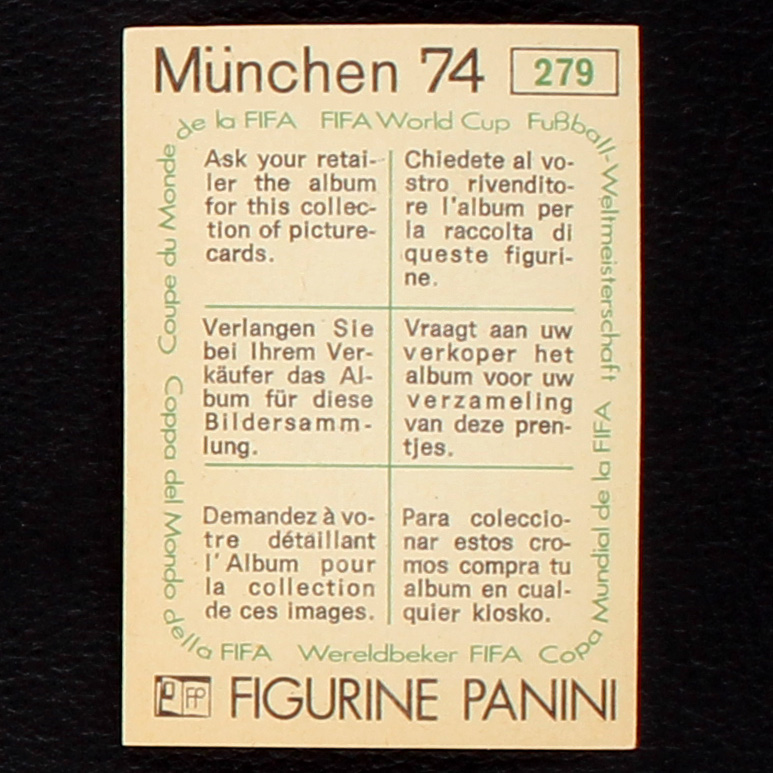 München 74 279
de la FIFA FIFA World Cup Fußball-Weltmeisterschaft
Ask your retai-
ler the album
for this collec-
tion of picture-
cards.
Chiedete al vo-
stro rivendito-
re l'album per
la raccolta di
queste figuri-
ne.
Verlangen Sie
bei Ihrem Ver-
käufer das Al-
bum für diese
Bildersamm-
lung.
Vraagt aan uw
verkoper het
album voor uw
verzameling
van deze pren-
tjes.
Demandez à vo-
tre détaillant
l'Album pour
la collection
de ces images.
Para coleccio-
nar estos cro-
mos compra tu
album en cual-
quier kiosko.
Copa Mundial de la FIFA
Wereldbeker FIFA
Coppa del Mondo della FIFA
Coupe du Monde
FP FIGURINE PANINI